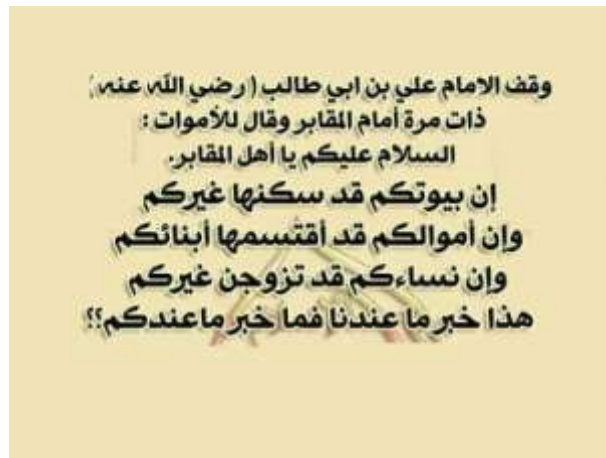 وقف الامام علي بن ابي طالب (رضي الله عنه)
ذات مرة أمام المقابر وقال للأموات :
السلام عليكم يا أهل المقابر.
إن بيوتكم قد سكنها غيركم
وإن أموالكم قد أقتسمها أبنائكم
وإن نساءكم قد تزوجن غيركم
هذا خبر ما عندنا فما خبر ماعندكم؟؟